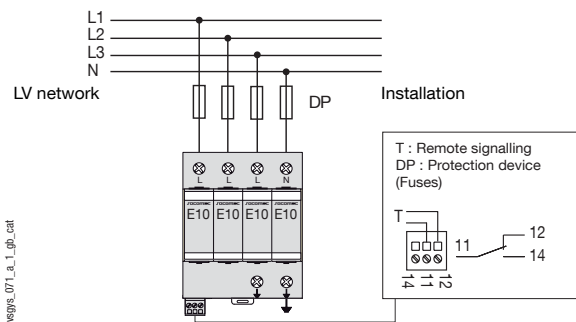 L1
L2
L3
N
LV network
DP
Installation
L L L N
socomec socomec socomec socomec
E10 E10 E10 E10
T : Remote signalling
DP : Protection device
(Fuses)
T
14 11 12
11
12
14
vsgys_071_a_1_gb_cat